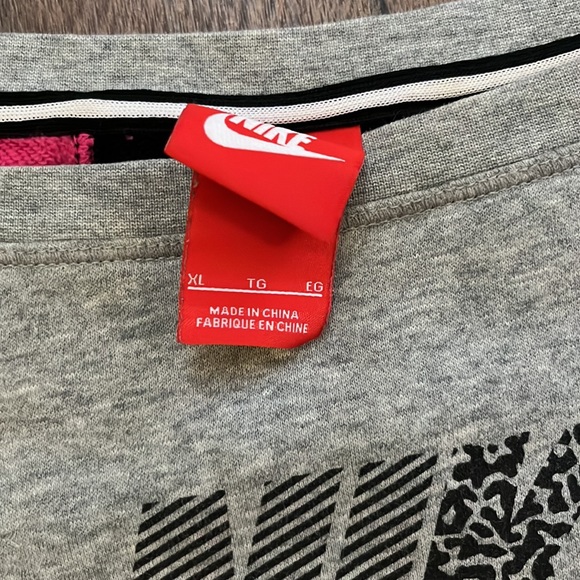 NIKE
XL TG EG
MADE IN CHINA
FABRIQUE EN CHINE